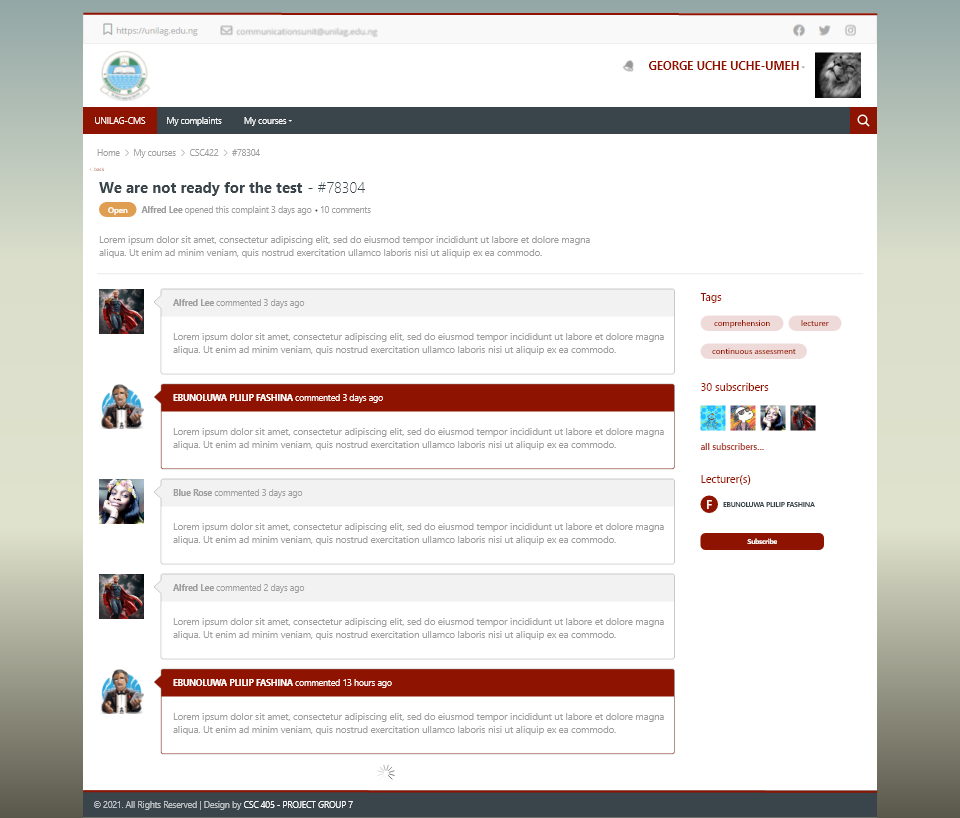 https://unilag.edu.ng communicationsunit@unilag.edu.ng
GEORGE UCHE UCHE-UMEH
UNILAG-CMS My complaints My courses
Home > My courses > CSC422 > #78304
< back
We are not ready for the test - #78304
Open Alfred Lee opened this complaint 3 days ago • 10 comments
Lorem ipsum dolor sit amet, consectetur adipiscing elit, sed do eiusmod tempor incididunt ut labore et dolore magna
aliqua. Ut enim ad minim veniam, quis nostrud exercitation ullamco laboris nisi ut aliquip ex ea commodo.
Alfred Lee commented 3 days ago
Lorem ipsum dolor sit amet, consectetur adipiscing elit, sed do eiusmod tempor incididunt ut labore et dolore magna
aliqua. Ut enim ad minim veniam, quis nostrud exercitation ullamco laboris nisi ut aliquip ex ea commodo.
EBUNOLUWA PLILIP FASHINA commented 3 days ago
Lorem ipsum dolor sit amet, consectetur adipiscing elit, sed do eiusmod tempor incididunt ut labore et dolore magna
aliqua. Ut enim ad minim veniam, quis nostrud exercitation ullamco laboris nisi ut aliquip ex ea commodo.
Blue Rose commented 3 days ago
Lorem ipsum dolor sit amet, consectetur adipiscing elit, sed do eiusmod tempor incididunt ut labore et dolore magna
aliqua. Ut enim ad minim veniam, quis nostrud exercitation ullamco laboris nisi ut aliquip ex ea commodo.
Alfred Lee commented 2 days ago
Lorem ipsum dolor sit amet, consectetur adipiscing elit, sed do eiusmod tempor incididunt ut labore et dolore magna
aliqua. Ut enim ad minim veniam, quis nostrud exercitation ullamco laboris nisi ut aliquip ex ea commodo.
EBUNOLUWA PLILIP FASHINA commented 13 hours ago
Lorem ipsum dolor sit amet, consectetur adipiscing elit, sed do eiusmod tempor incididunt ut labore et dolore magna
aliqua. Ut enim ad minim veniam, quis nostrud exercitation ullamco laboris nisi ut aliquip ex ea commodo.
Tags
comprehension lecturer
continuous assessment
30 subscribers
all subscribers...
Lecturer(s)
F EBUNOLUWA PLILIP FASHINA
Subscribe
© 2021. All Rights Reserved | Design by CSC 405 - PROJECT GROUP 7